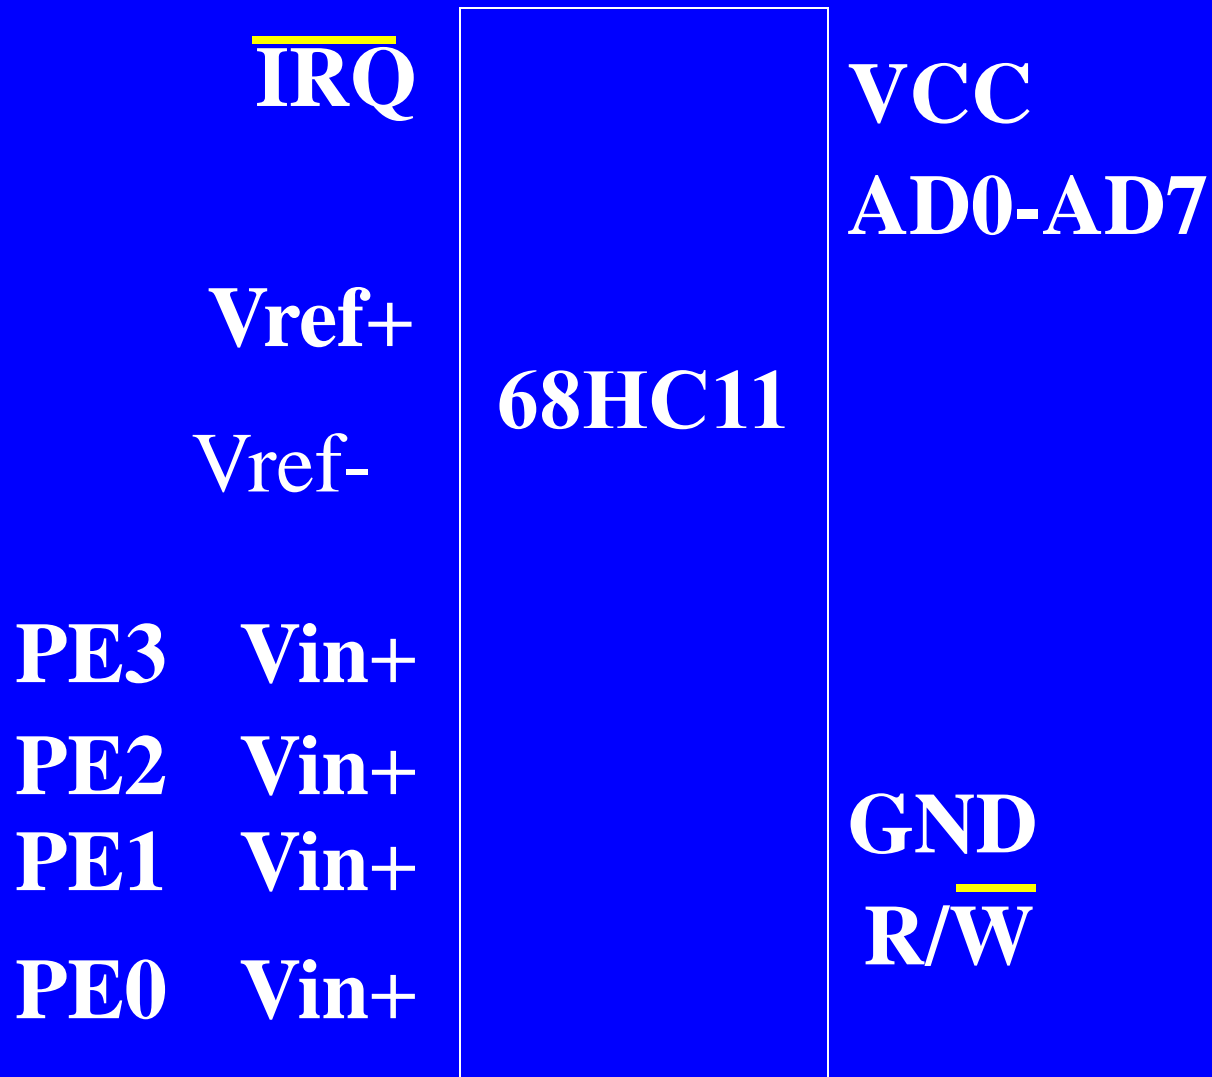 IRQ
VCC
AD0-AD7
Vref+
68HC11
Vref-
PE3 Vin+
PE2 Vin+
GND
PE1 Vin+
R/W
PE0 Vin+